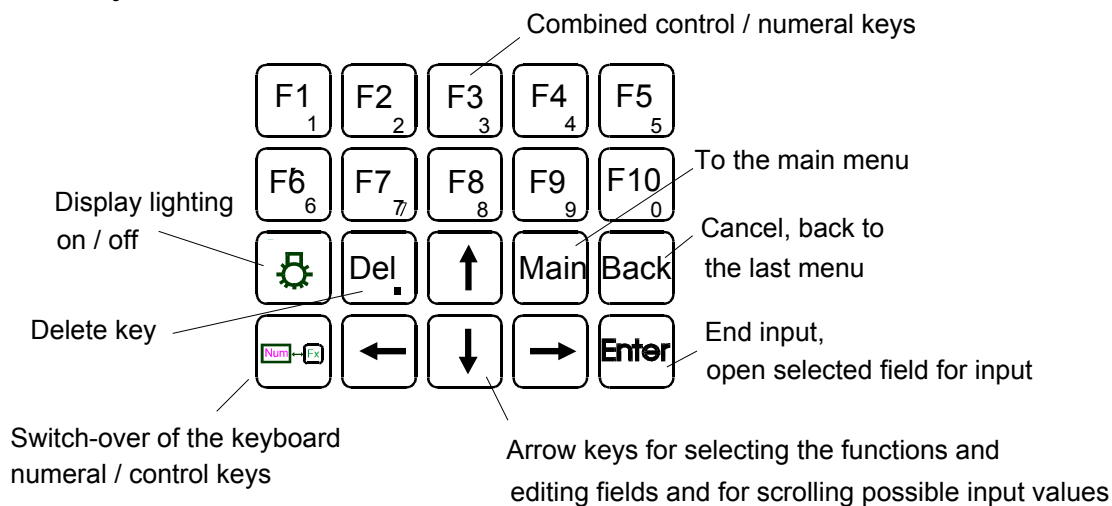 Combined control / numeral keys
F1 F2 F3 F4 F5
1 2 3 4 5
To the main menu
F6 F7 F8 F9 F10
6 7 8 9 0
Display lighting
on / off
Cancel, back to
the last menu
Del. Main Back
Delete key
End input,
open selected field for input
Num Fx Enter
Switch-over of the keyboard
numeral / control keys
Arrow keys for selecting the functions and
editing fields and for scrolling possible input values